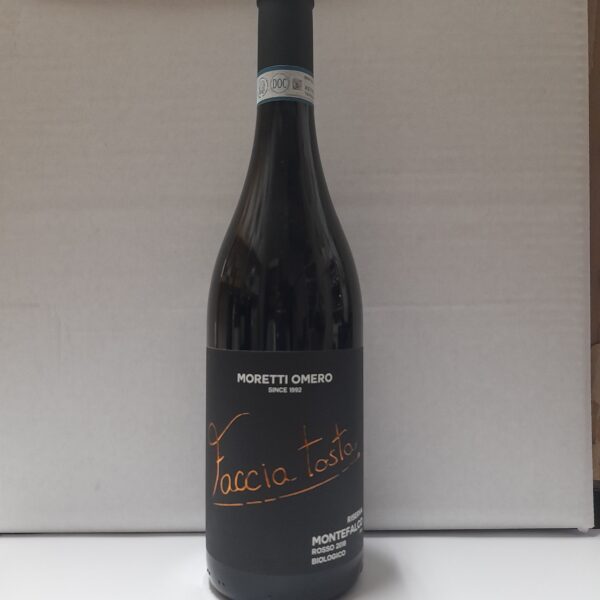 DOC
MORETTI OMERO
SINCE 1992
Faccia tosta
RISERVA
MONTEFALCO
ROSSO 2018
BIOLOGICO